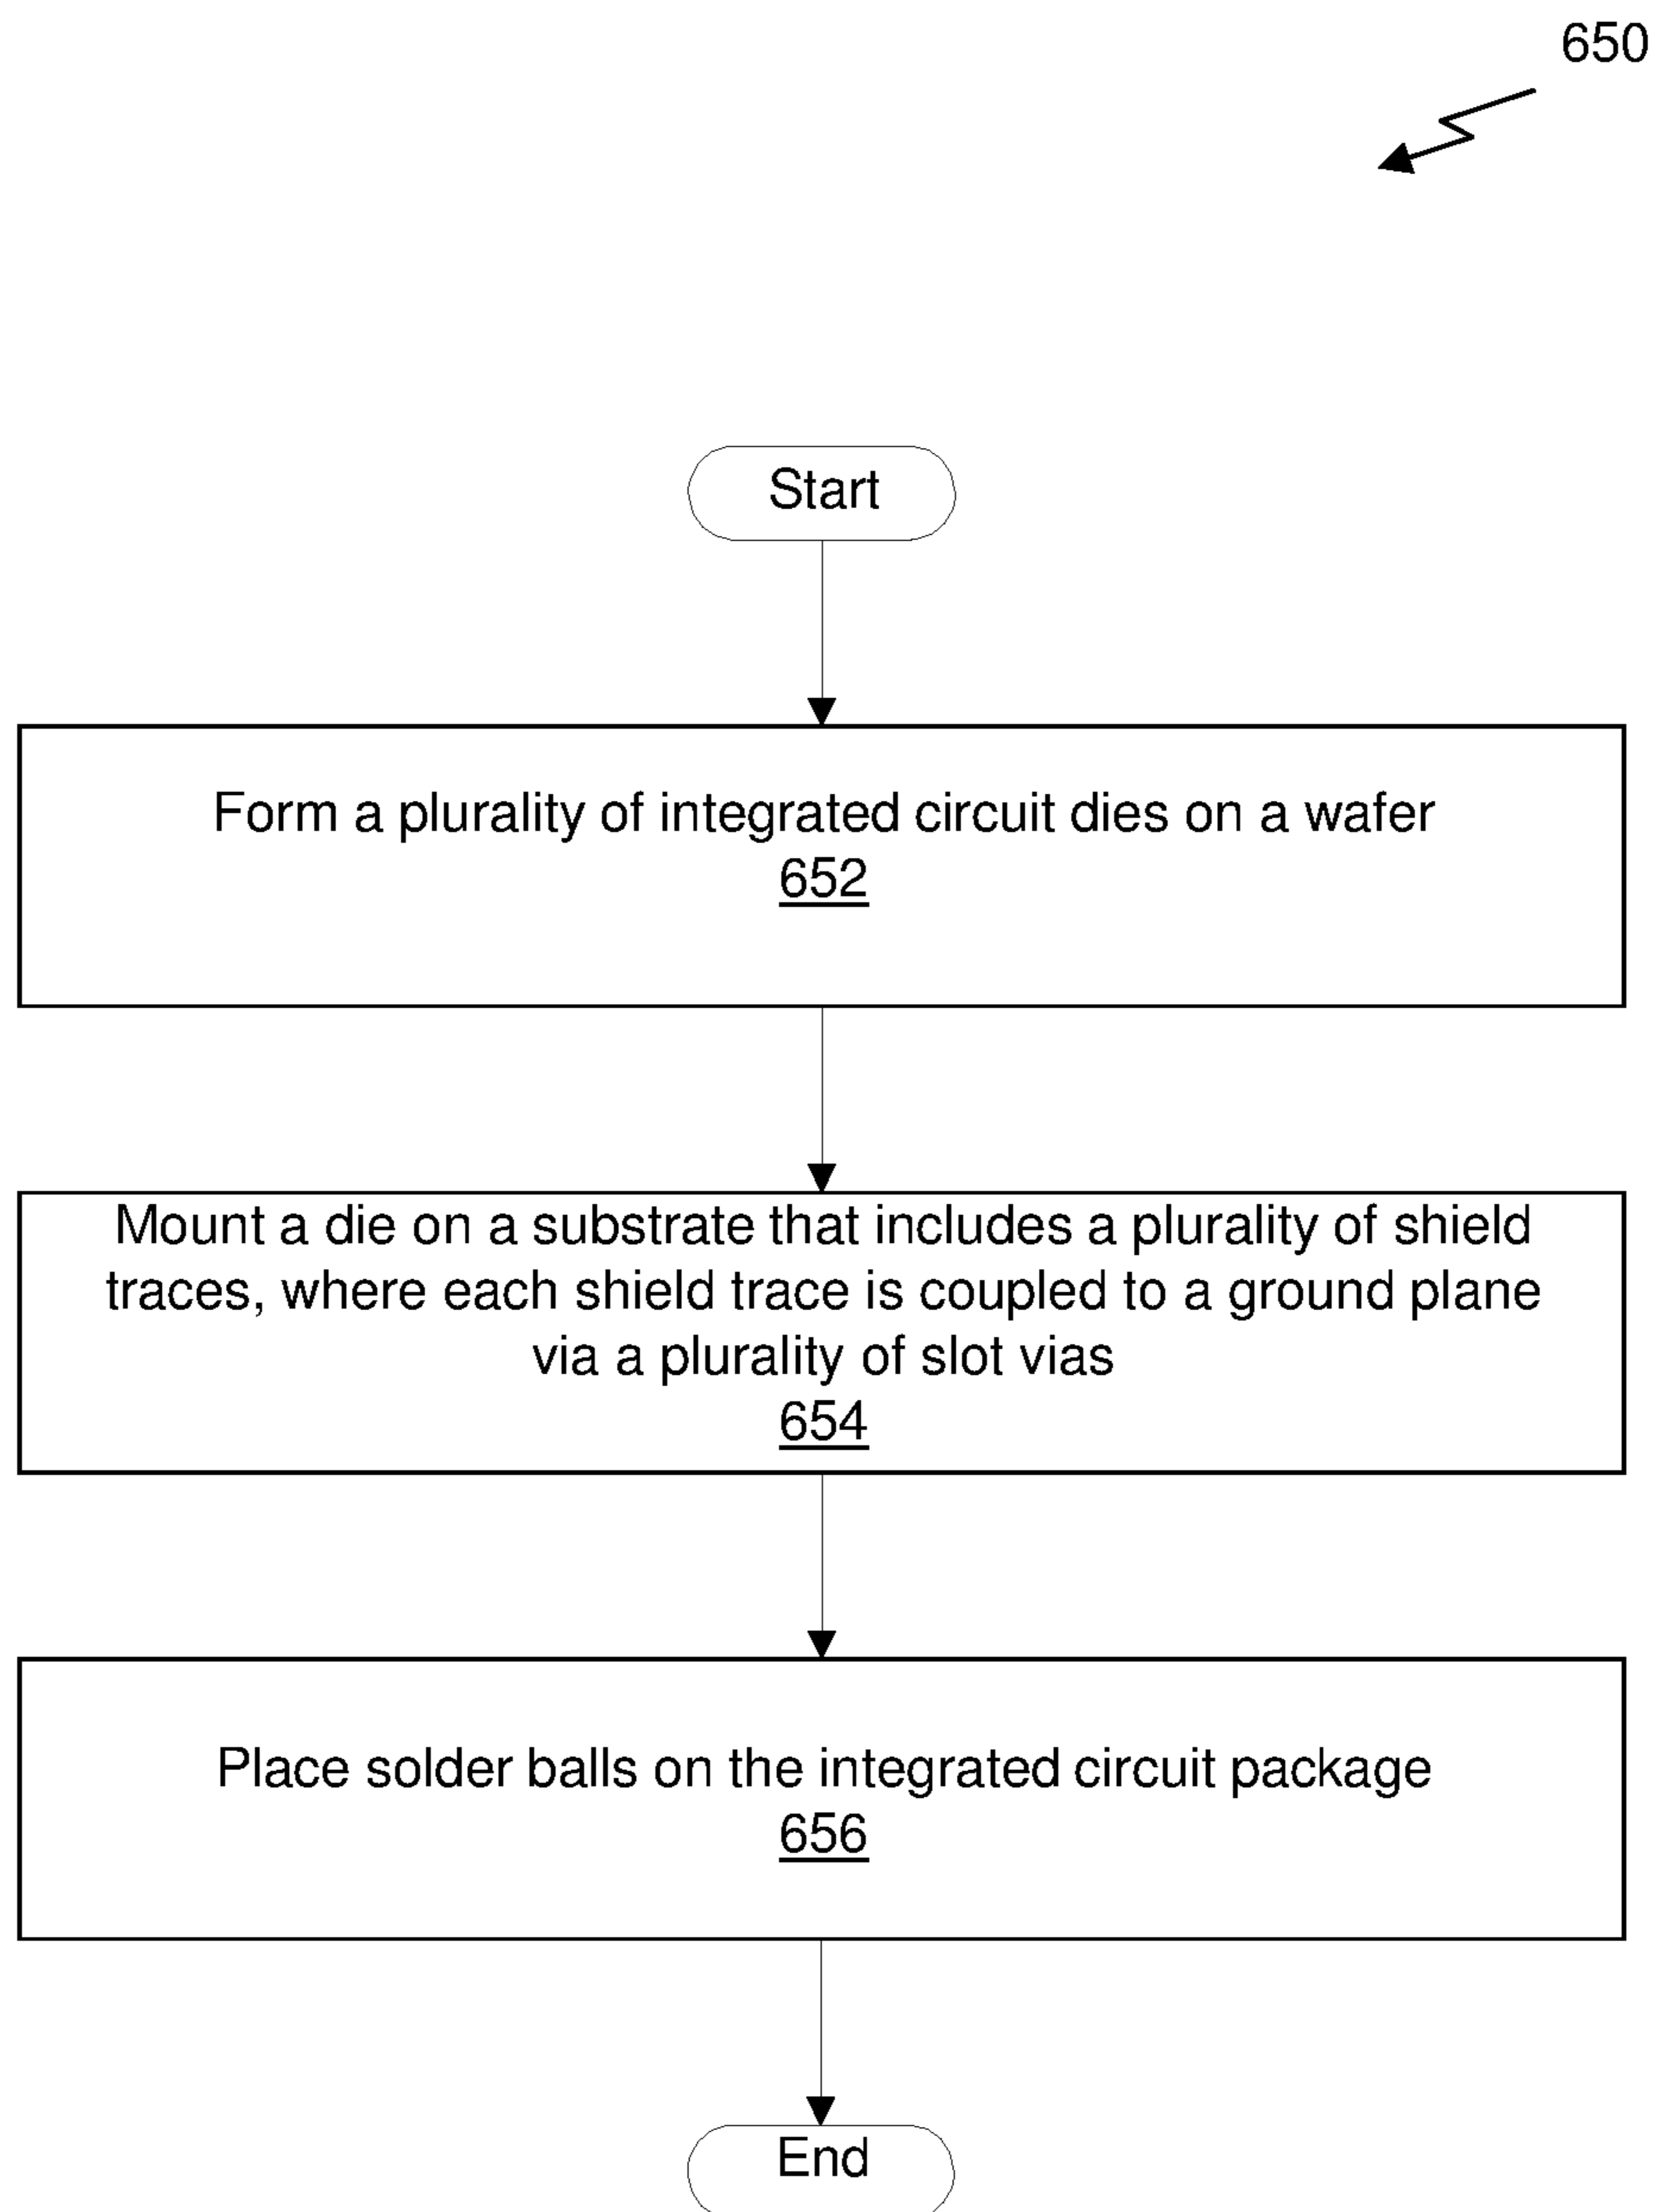 650
Start
Form a plurality of integrated circuit dies on a wafer
652
Mount a die on a substrate that includes a plurality of shield
traces, where each shield trace is coupled to a ground plane
via a plurality of slot vias
654
Place solder balls on the integrated circuit package
656
End